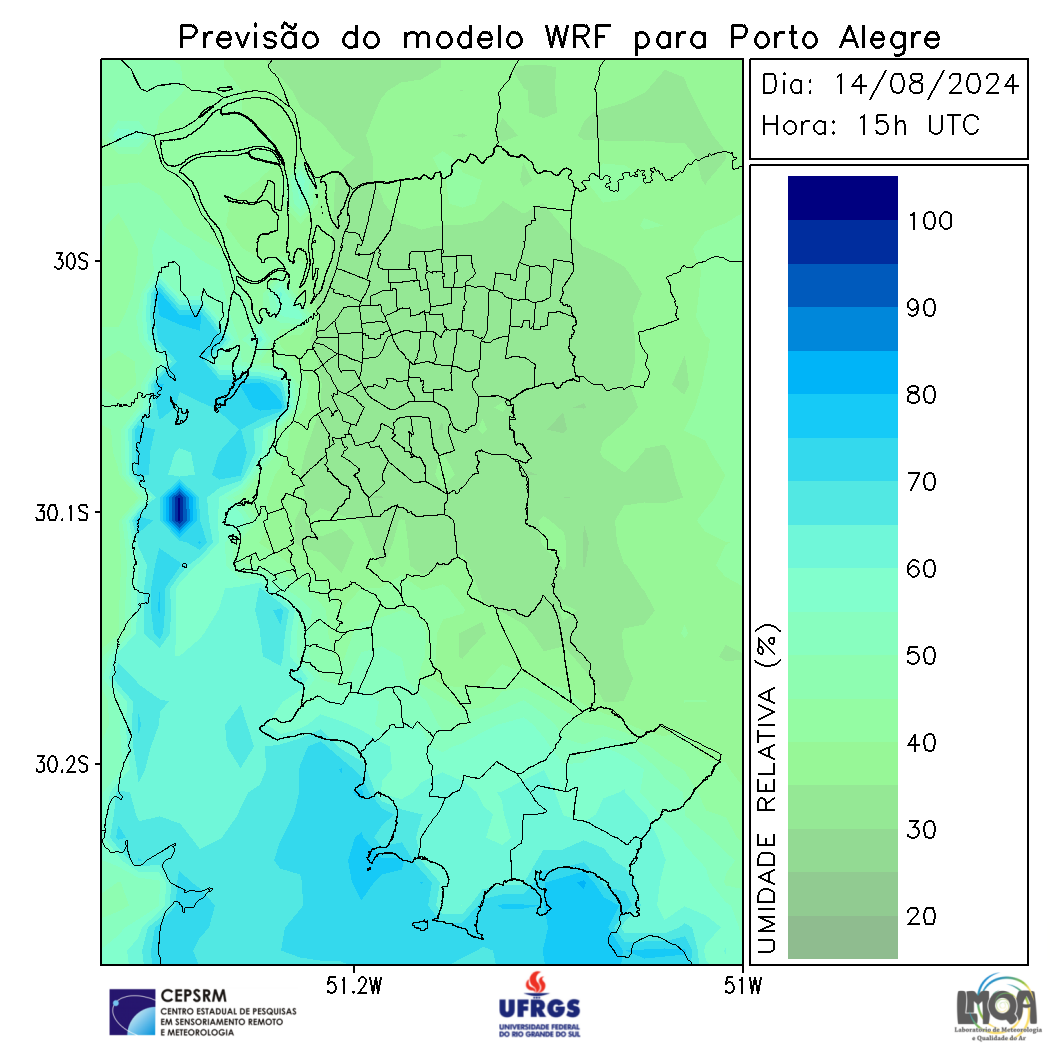 Previsão do modelo WRF para Porto Alegre
Dia: 14/08/2024
Hora: 15h UTC
100
90
80
70
60
50
40
30
20
UMIDADE RELATIVA (%)
30S
30.1S
30.2S
51.2W
51W
CEPSRM
CENTRO ESTADUAL DE PESQUISAS
EM SENSORIAMENTO REMOTO
E METEOROLOGIA
UFRGS
UNIVERSIDADE FEDERAL
DO RIO GRANDE DO SUL
LMQA
Laboratório de Meteorologia
e Qualidade do Ar